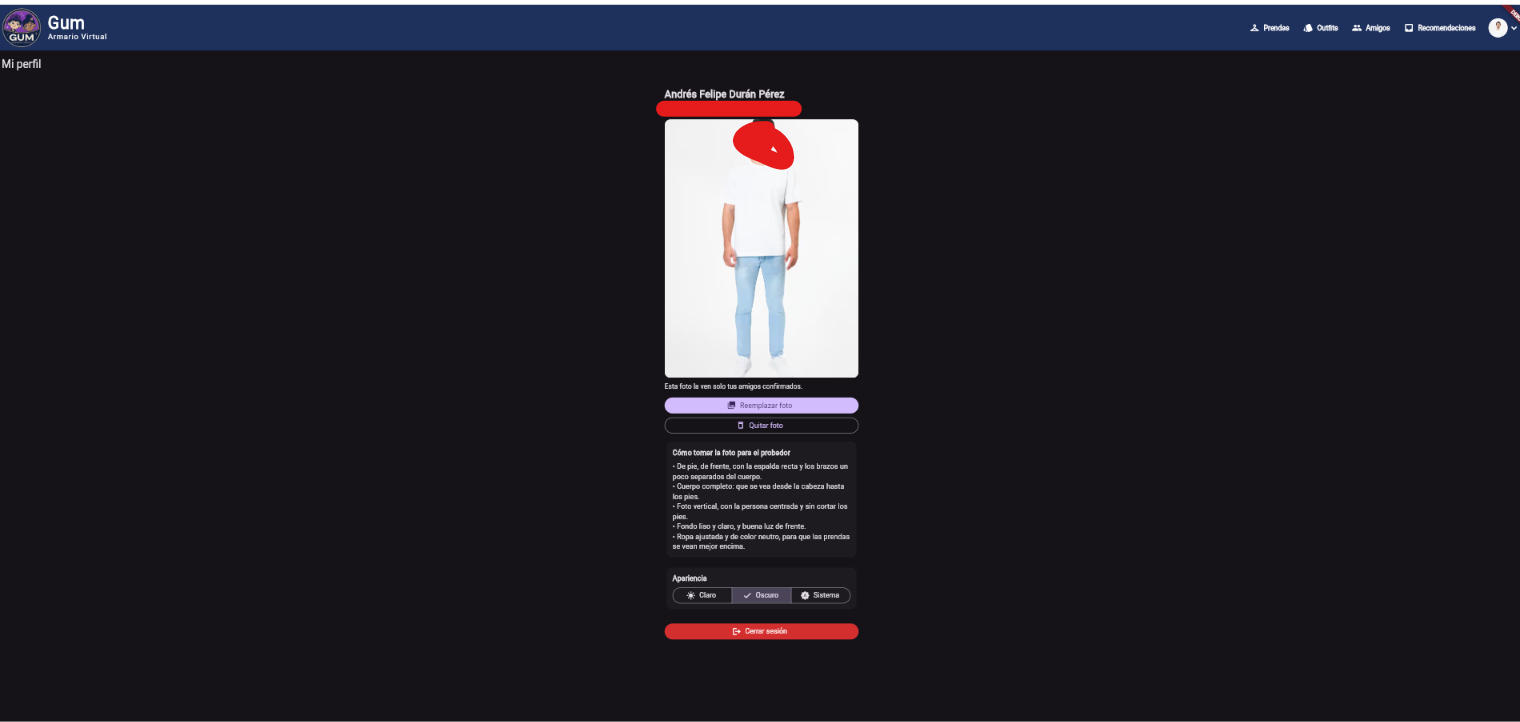 Gum
Armario Virtual
GUM
Prendas
Outfits
Amigos
Recomendaciones
Mi perfil
Andrés Felipe Durán Pérez
Esta foto la ven solo tus amigos confirmados.
Reemplazar foto
Quitar foto
Cómo tomar la foto para el probador
• De pie, de frente, con la espalda recta y los brazos un
poco separados del cuerpo.
• Cuerpo completo: que se vea desde la cabeza hasta
los pies.
• Foto vertical, con la persona centrada y sin cortar los
pies.
• Fondo liso y claro, y buena luz de frente.
• Ropa ajustada y de color neutro, para que las prendas
se vean mejor encima.
Apariencia
Claro
Oscuro
Sistema
Cerrar sesión